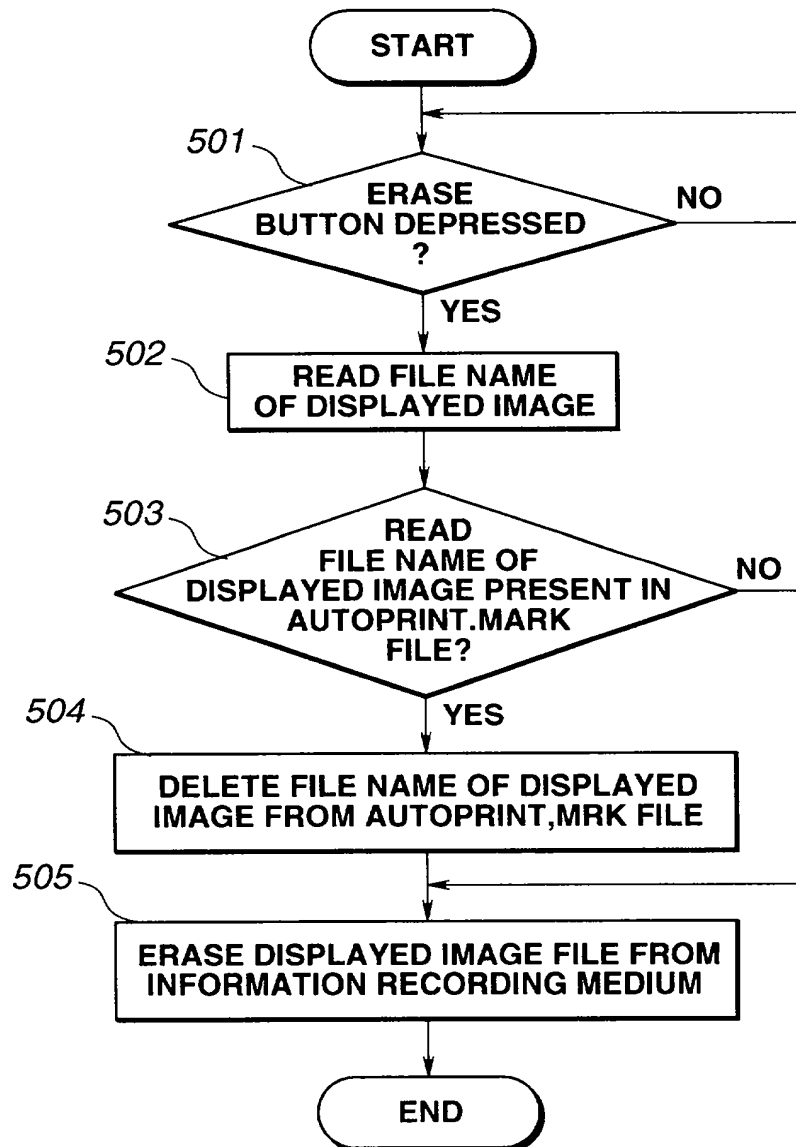 START
501
ERASE
BUTTON DEPRESSED
?
NO
YES
502
READ FILE NAME
OF DISPLAYED IMAGE
503
READ
FILE NAME OF
DISPLAYED IMAGE PRESENT IN
AUTOPRINT.MARK
FILE?
NO
YES
504
DELETE FILE NAME OF DISPLAYED
IMAGE FROM AUTOPRINT,MRK FILE
505
ERASE DISPLAYED IMAGE FILE FROM
INFORMATION RECORDING MEDIUM
END